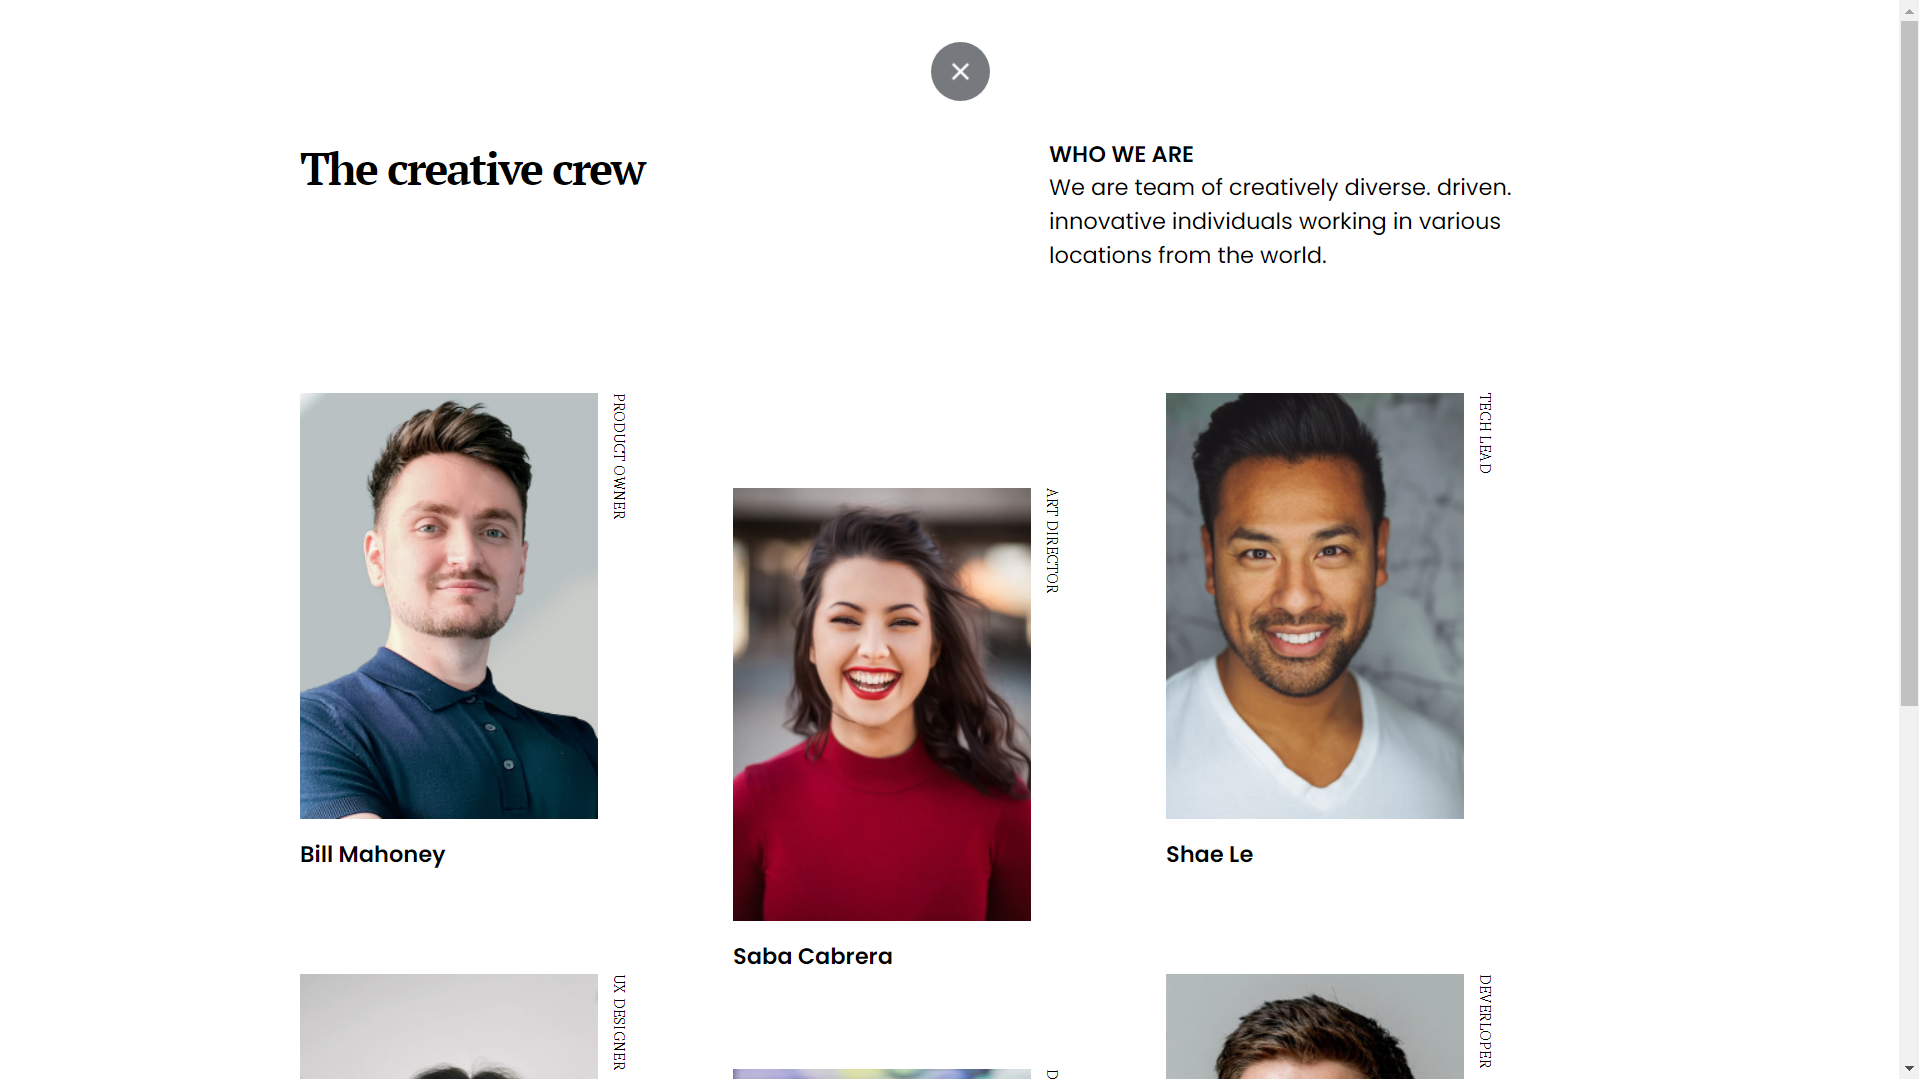 The creative crew
WHO WE ARE
We are team of creatively diverse. driven.
innovative individuals working in various
locations from the world.
PRODUCT OWNER
Bill Mahoney
ART DIRECTOR
Saba Cabrera
TECH LEAD
Shae Le
UX DESIGNER
D
DEVERLOPER